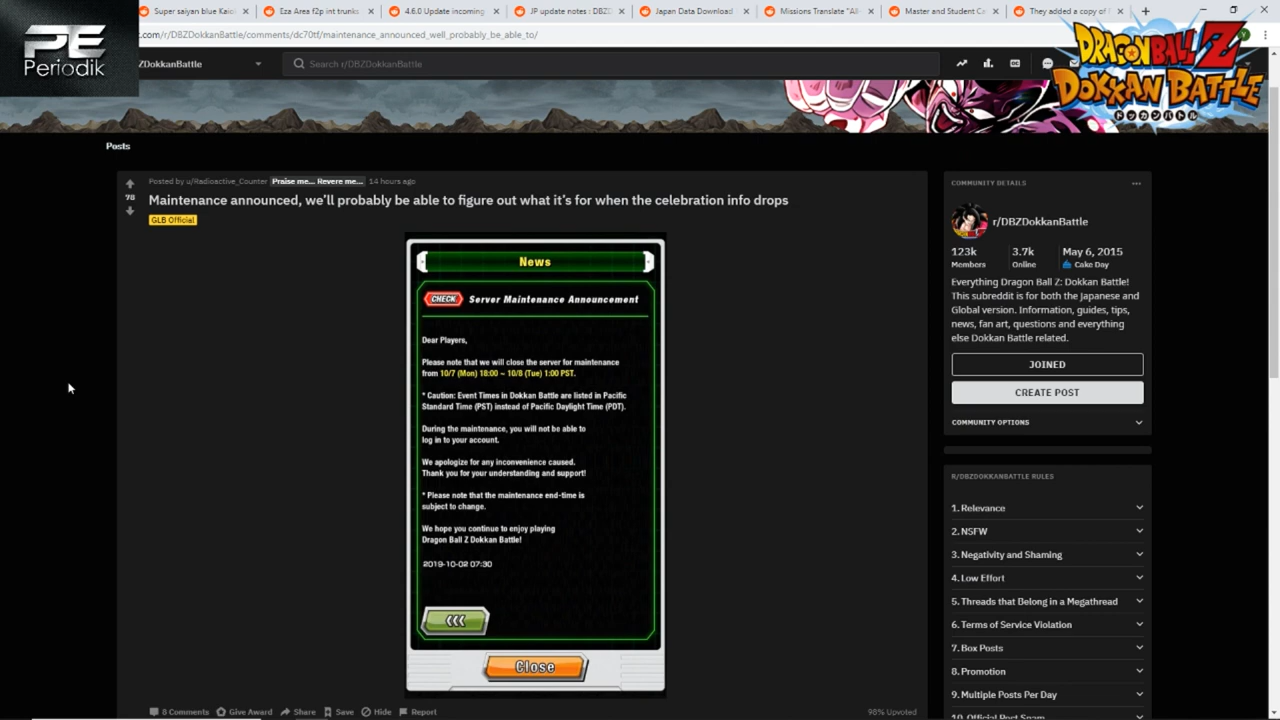 PE
Periodik
Super saiyan blue Kaio
Eza Area f2p int trunks
4.6.0 Update incoming
JP update notes : DBZ
Japan Data Download
Missions Translate "All
Master and Student Ca
They added a copy of
.com/r/DBZDokkanBattle/comments/dc70tf/maintenance_announced_well_probably_be_able_to/
DRAGON BALL Z
DOKKAN BATTLE
ドッカンバトル
ZDokkanBattle
Search r/DBZDokkanBattle
Posts
Posted by u/Radioactive_Counter Praise me... Revere me... 14 hours ago
78
Maintenance announced, we'll probably be able to figure out what it's for when the celebration info drops
GLB Official
News
CHECK Server Maintenance Announcement
Dear Players,
Please note that we will close the server for maintenance
from 10/7 (Mon) 18:00 ~ 10/8 (Tue) 1:00 PST.
* Caution: Event Times in Dokkan Battle are listed in Pacific
Standard Time (PST) instead of Pacific Daylight Time (PDT).
During the maintenance, you will not be able to
log in to your account.
We apologize for any inconvenience caused.
Thank you for your understanding and support!
* Please note that the maintenance end-time is
subject to change.
We hope you continue to enjoy playing
Dragon Ball Z Dokkan Battle!
2019-10-02 07:30
Close
8 Comments Give Award Share Save Hide Report
98% Upvoted
COMMUNITY DETAILS
r/DBZDokkanBattle
123k 3.7k May 6, 2015
Members Online Cake Day
Everything Dragon Ball Z: Dokkan Battle!
This subreddit is for both the Japanese and
Global version. Information, guides, tips,
news, fan art, questions and everything
else Dokkan Battle related.
JOINED
CREATE POST
COMMUNITY OPTIONS
R/DBZDOKKANBATTLE RULES
1. Relevance
2. NSFW
3. Negativity and Shaming
4. Low Effort
5. Threads that Belong in a Megathread
6. Terms of Service Violation
7. Box Posts
8. Promotion
9. Multiple Posts Per Day
10. Official Post Spam